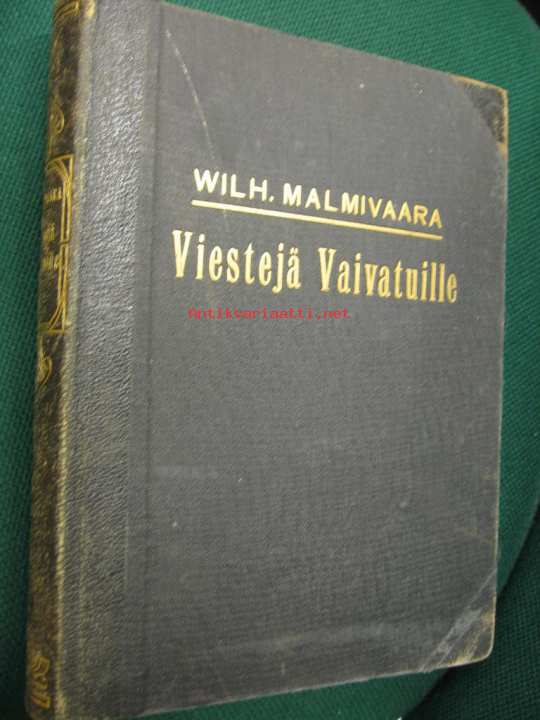 WILH. MALMIVAARA
Viestejä Vaivatuille
Antikvariaatti.net